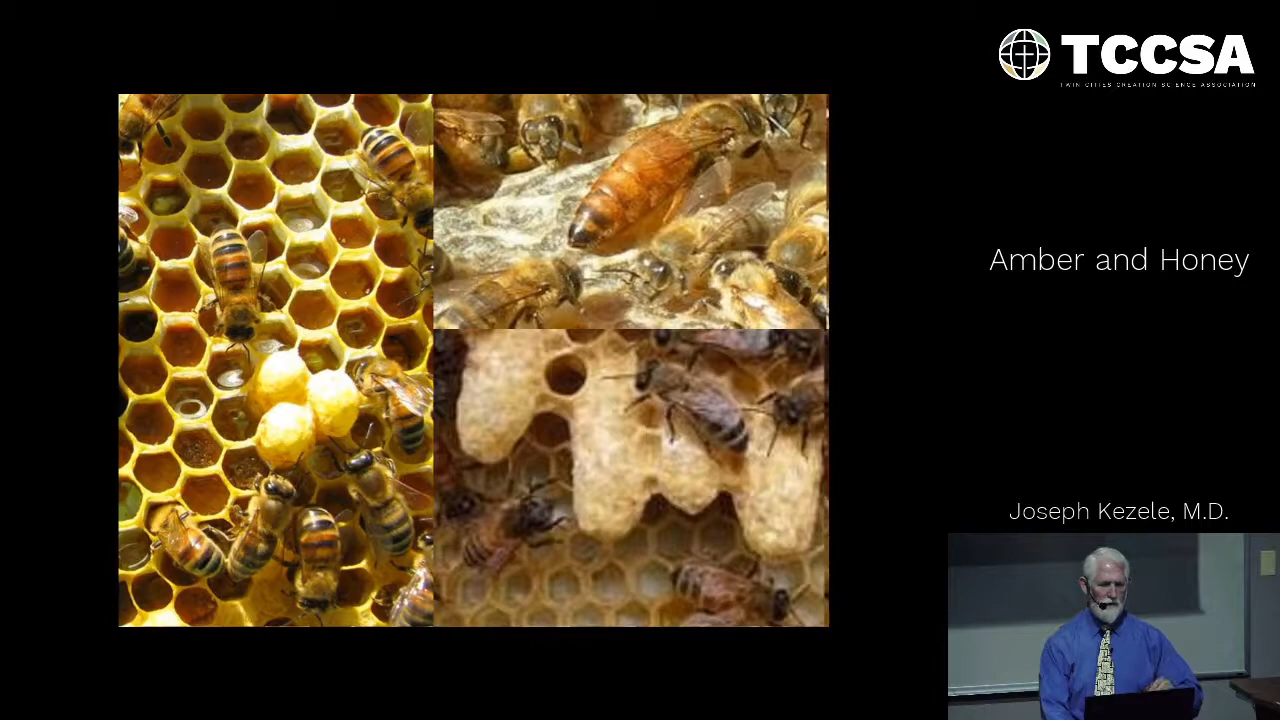 TCCSA
TWIN CITIES CREATION SCIENCE ASSOCIATION
Amber and Honey
Joseph Kezele, M.D.